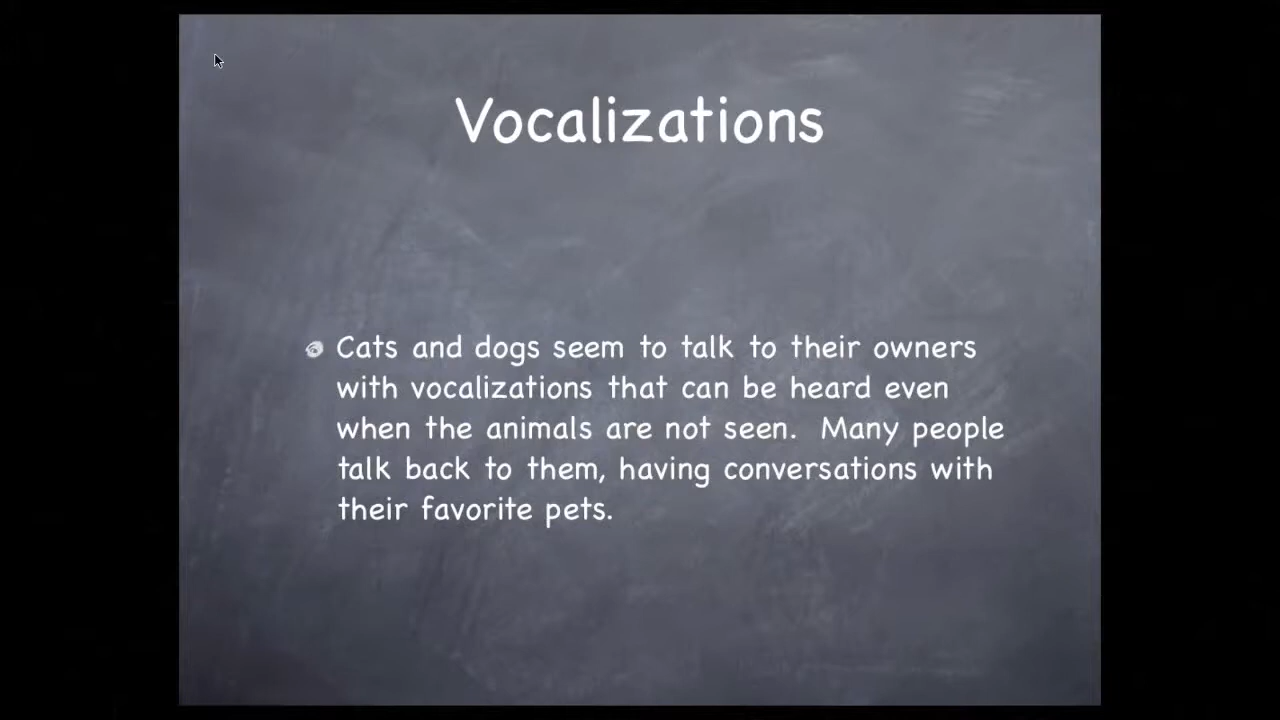 Vocalizations
Cats and dogs seem to talk to their owners
with vocalizations that can be heard even
when the animals are not seen.  Many people
talk back to them, having conversations with
their favorite pets.